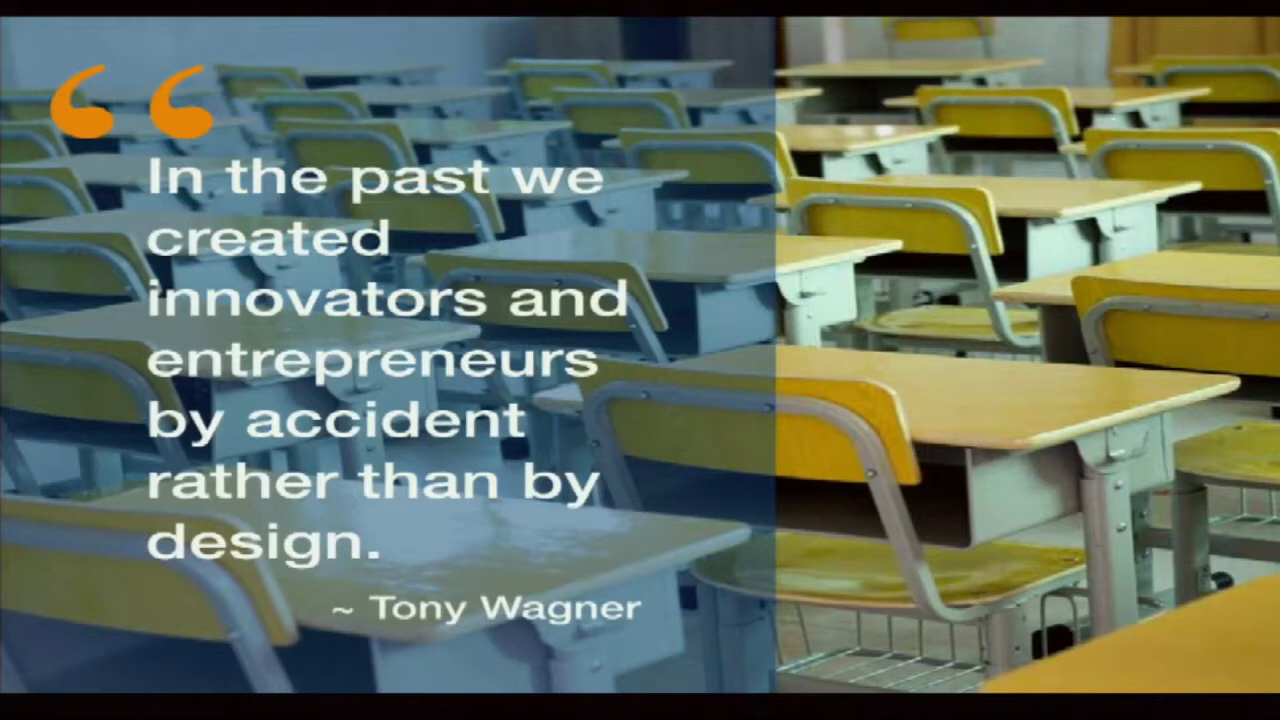 “
In the past we
created
innovators and
entrepreneurs
by accident
rather than by
design.
~ Tony Wagner